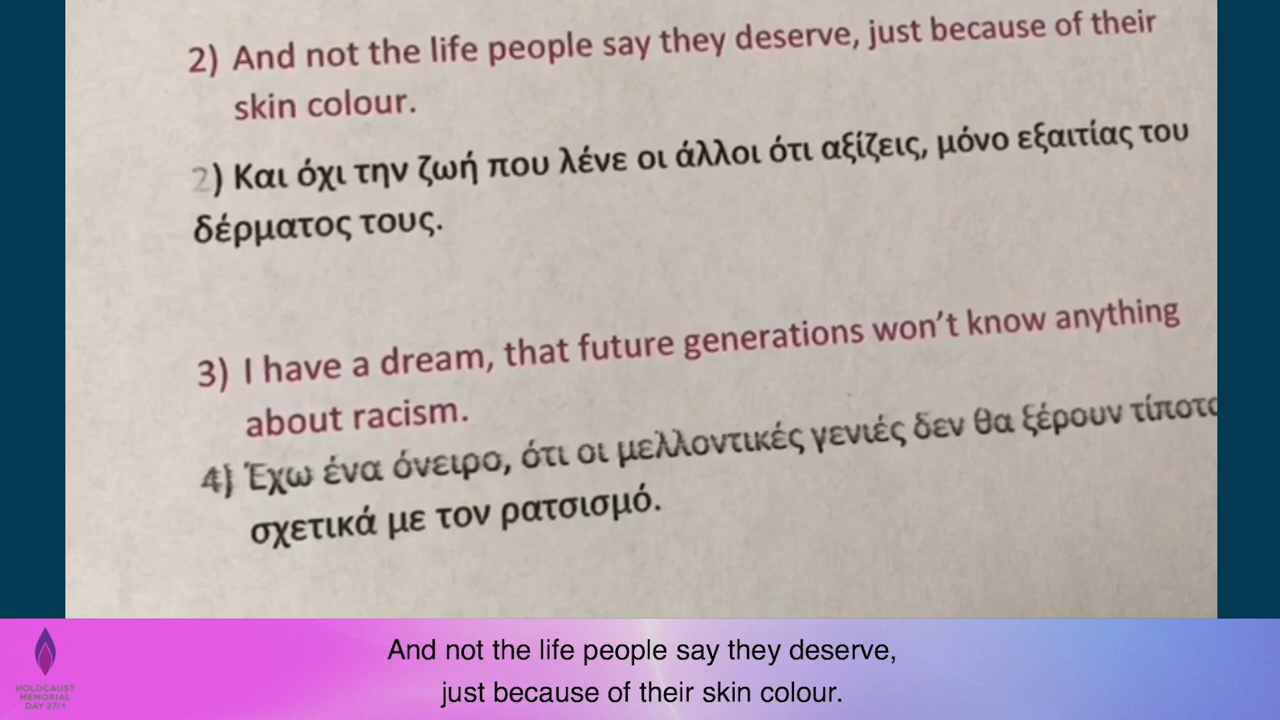 2) And not the life people say they deserve, just because of their
skin colour.
2) Και όχι την ζωή που λένε οι άλλοι ότι αξίζεις, μόνο εξαιτίας του
δέρματος τους.
3) I have a dream, that future generations won't know anything
about racism.
4) Έχω ένα όνειρο, ότι οι μελλοντικές γενιές δεν θα ξέρουν τίποτα
σχετικά με τον ρατσισμό.
HOLOCAUST
MEMORIAL
DAY 27/1
And not the life people say they deserve,
just because of their skin colour.